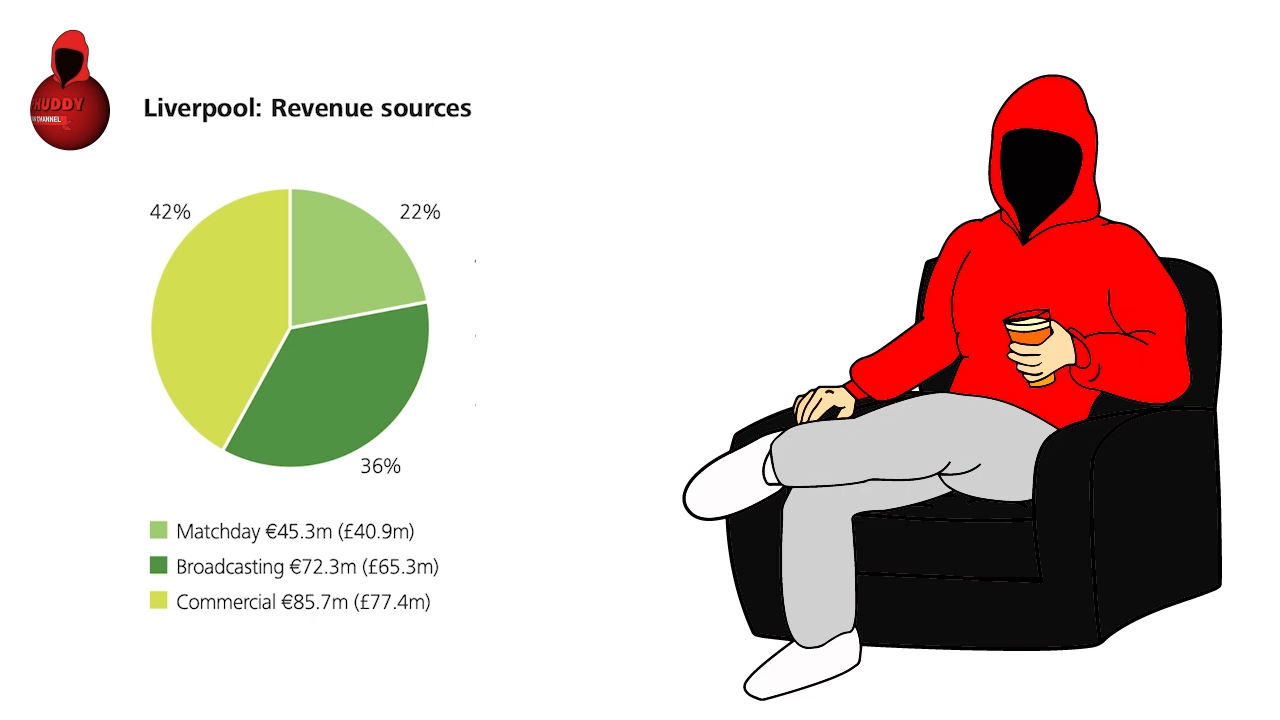 HUDDY
CHANNEL
Liverpool: Revenue sources
42%
22%
36%
Matchday €45.3m (£40.9m)
Broadcasting €72.3m (£65.3m)
Commercial €85.7m (£77.4m)